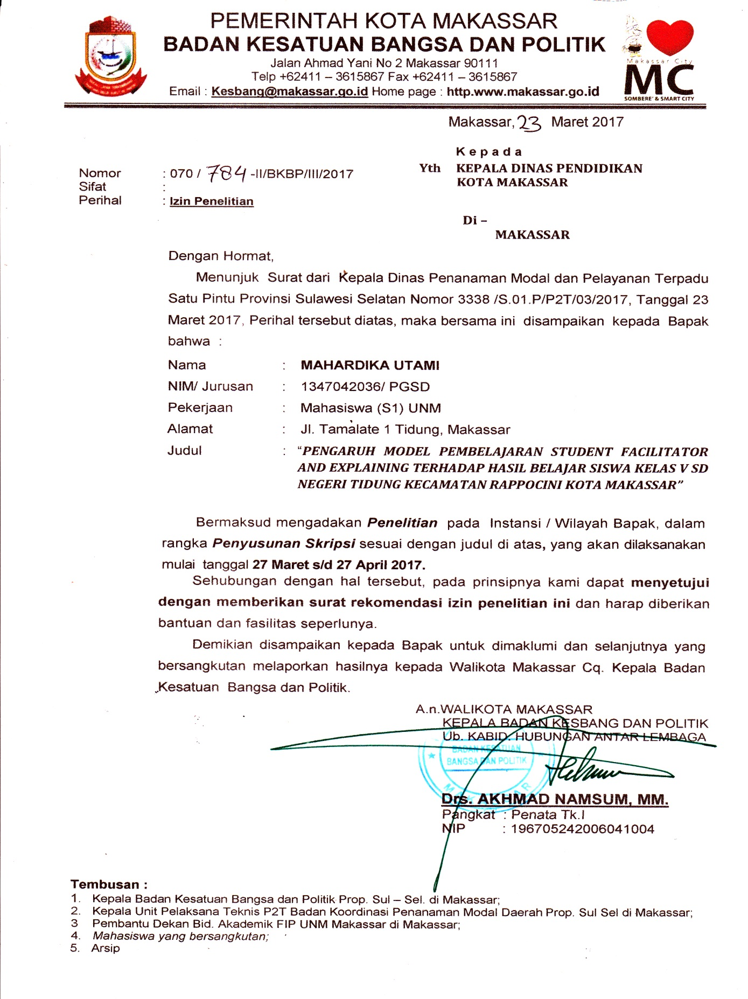 PEMERINTAH KOTA MAKASSAR
BADAN KESATUAN BANGSA DAN POLITIK
Jalan Ahmad Yani No 2 Makassar 90111
Telp +62411 – 3615867 Fax +62411 – 3615867
Email : Kesbang@makassar.go.id Home page : http.www.makassar.go.id
Makassar City
MC
SOMBERE' & SMART CITY
Makassar, 23 Maret 2017
K e p a d a
Yth KEPALA DINAS PENDIDIKAN
KOTA MAKASSAR
Di –
MAKASSAR
Nomor : 070 / 784 -II/BKBP/III/2017
Sifat :
Perihal : Izin Penelitian
Dengan Hormat,
Menunjuk Surat dari Kepala Dinas Penanaman Modal dan Pelayanan Terpadu
Satu Pintu Provinsi Sulawesi Selatan Nomor 3338 /S.01.P/P2T/03/2017, Tanggal 23
Maret 2017, Perihal tersebut diatas, maka bersama ini disampaikan kepada Bapak
bahwa :
Nama : MAHARDIKA UTAMI
NIM/ Jurusan : 1347042036/ PGSD
Pekerjaan : Mahasiswa (S1) UNM
Alamat : Jl. Tamalate 1 Tidung, Makassar
Judul : “PENGARUH MODEL PEMBELAJARAN STUDENT FACILITATOR
AND EXPLAINING TERHADAP HASIL BELAJAR SISWA KELAS V SD
NEGERI TIDUNG KECAMATAN RAPPOCINI KOTA MAKASSAR”
Bermaksud mengadakan Penelitian pada Instansi / Wilayah Bapak, dalam
rangka Penyusunan Skripsi sesuai dengan judul di atas, yang akan dilaksanakan
mulai tanggal 27 Maret s/d 27 April 2017.
Sehubungan dengan hal tersebut, pada prinsipnya kami dapat menyetujui
dengan memberikan surat rekomendasi izin penelitian ini dan harap diberikan
bantuan dan fasilitas seperlunya.
Demikian disampaikan kepada Bapak untuk dimaklumi dan selanjutnya yang
bersangkutan melaporkan hasilnya kepada Walikota Makassar Cq. Kepala Badan
Kesatuan Bangsa dan Politik.
A.n.WALIKOTA MAKASSAR
KEPALA BADAN KESBANG DAN POLITIK
Ub. KABID. HUBUNGAN ANTAR LEMBAGA
BADAN KESATUAN
BANGSA DAN POLITIK
MAKASSAR
Drs. AKHMAD NAMSUM, MM.
Pangkat : Penata Tk.I
NIP : 196705242006041004
Tembusan :
1. Kepala Badan Kesatuan Bangsa dan Politik Prop. Sul – Sel. di Makassar;
2. Kepala Unit Pelaksana Teknis P2T Badan Koordinasi Penanaman Modal Daerah Prop. Sul Sel di Makassar;
3 Pembantu Dekan Bid. Akademik FIP UNM Makassar di Makassar;
4. Mahasiswa yang bersangkutan;
5. Arsip